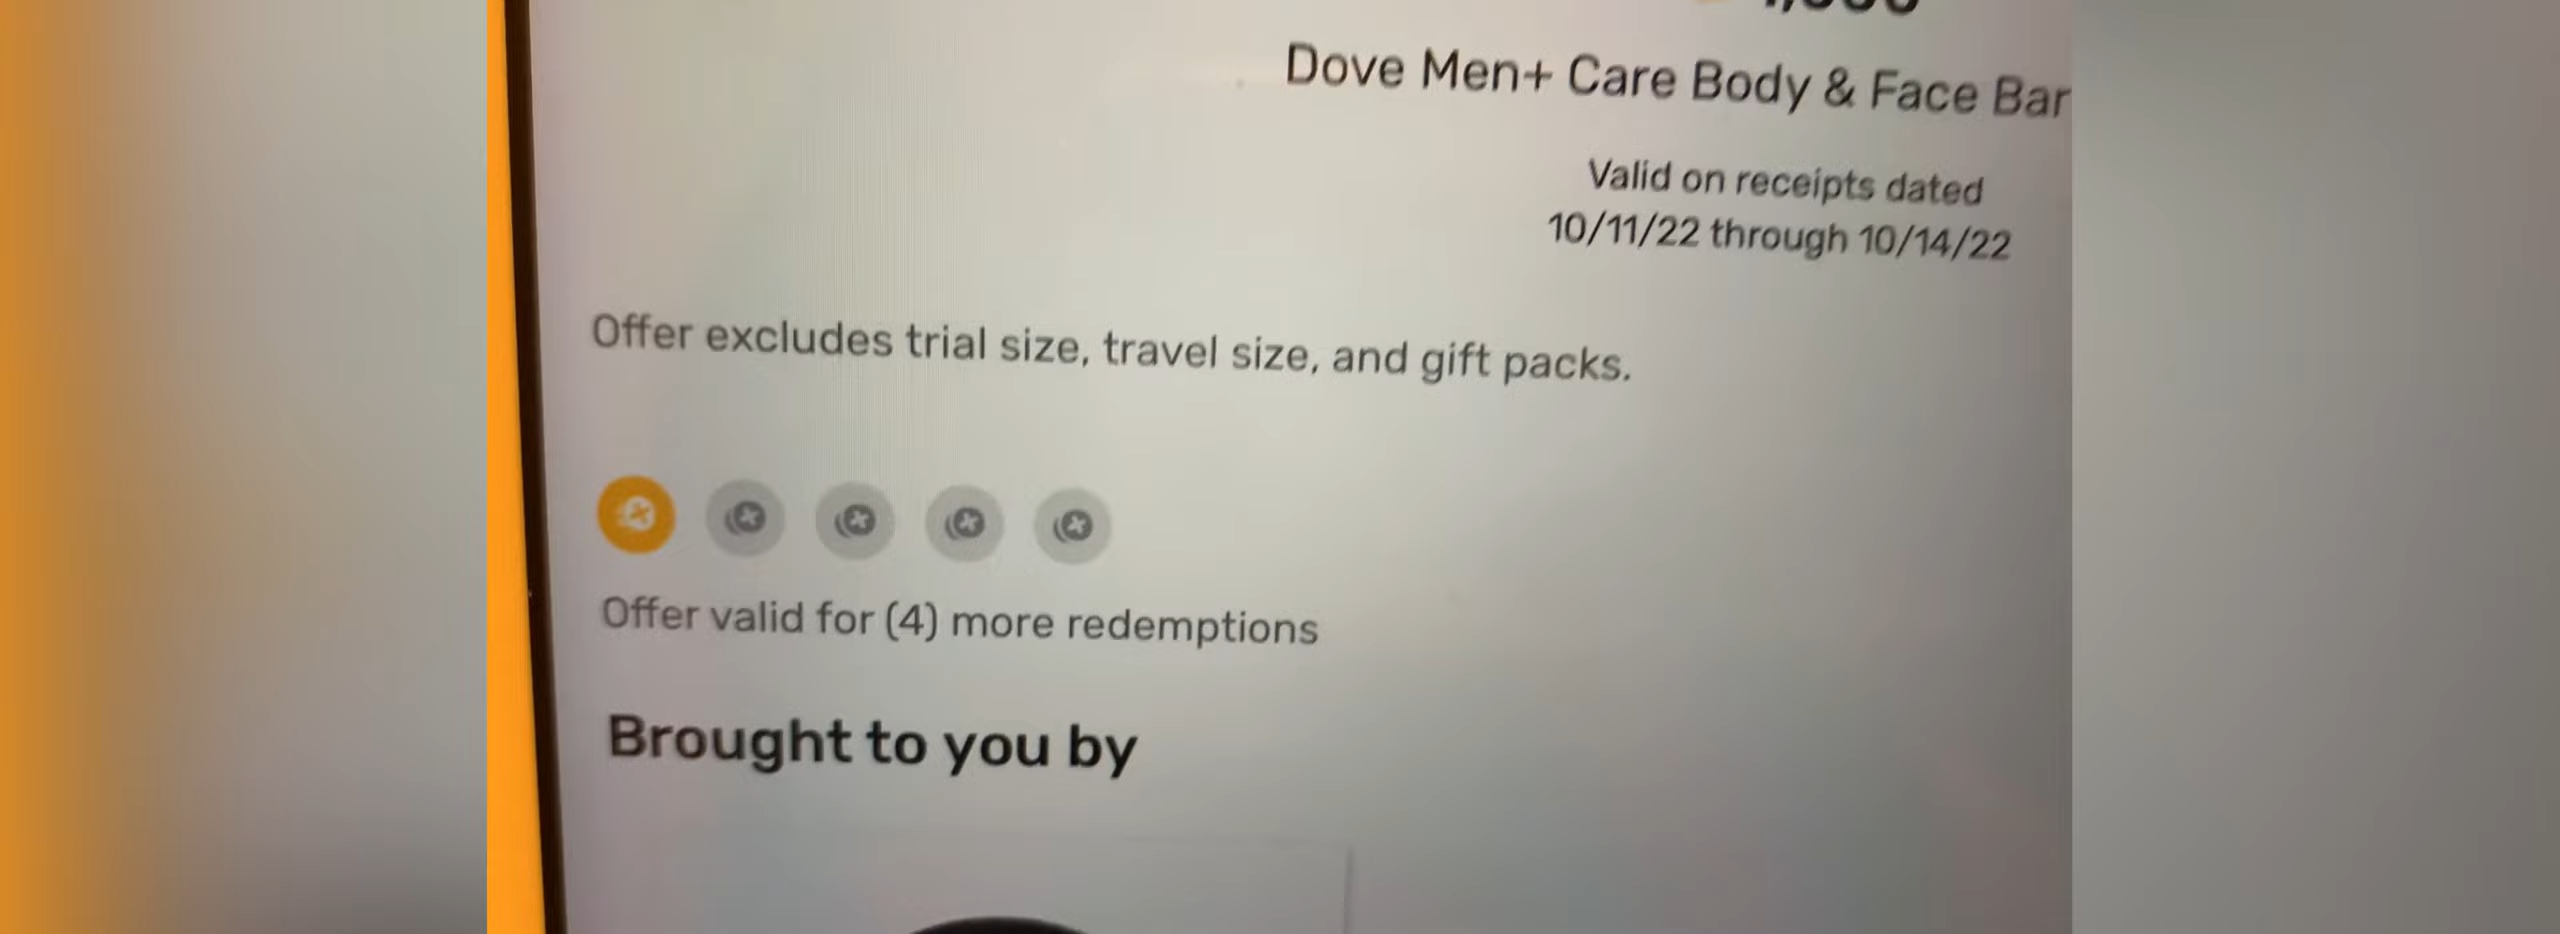 Dove Men+ Care Body & Face Bar
Valid on receipts dated
10/11/22 through 10/14/22
Offer excludes trial size, travel size, and gift packs.
Offer valid for (4) more redemptions
Brought to you by